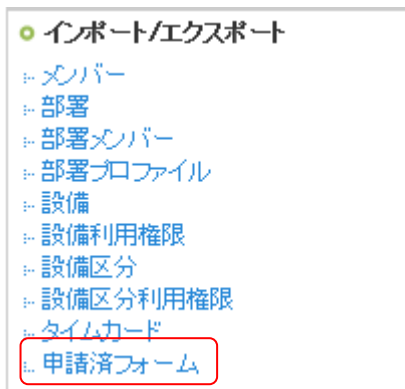 インポート/エクスポート
メンバー
部署
部署メンバー
部署プロファイル
設備
設備利用権限
設備区分
設備区分利用権限
タイムカード
申請済フォーム